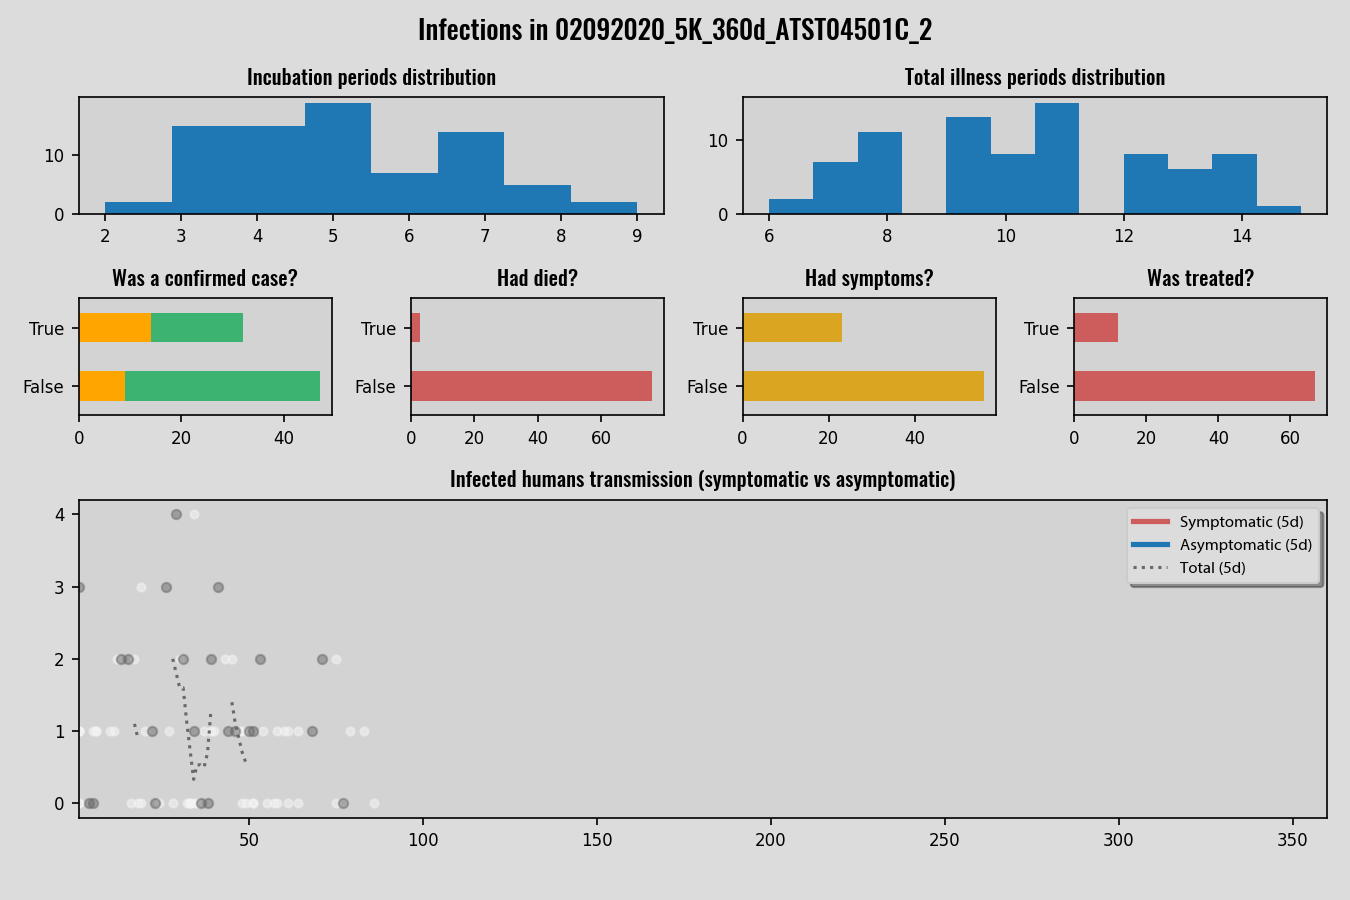 Infections in 02092020_5K_360d_ATST04501C_2
Incubation periods distribution
Total illness periods distribution
10
0
2 3 4 5 6 7 8 9
10
0
6 8 10 12 14
Was a confirmed case?
Had died?
Had symptoms?
Was treated?
True
False
0 20 40
True
False
0 20 40 60
True
False
0 20 40
True
False
0 20 40 60
Infected humans transmission (symptomatic vs asymptomatic)
4
3
2
1
0
Symptomatic (5d)
Asymptomatic (5d)
Total (5d)
50 100 150 200 250 300 350